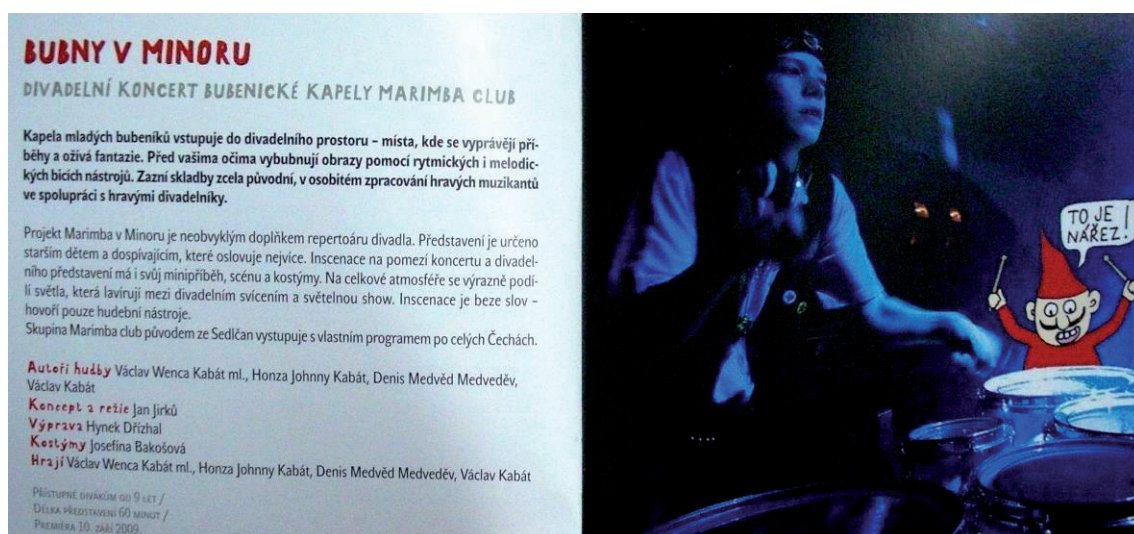 BUBNY V MINORU
DIVADELNÍ KONCERT BUBENICKÉ KAPELY MARIMBA CLUB
Kapela mladých bubeníků vstupuje do divadelního prostoru – místa, kde se vyprávějí pří-
běhy a ožívá fantazie. Před vašima očima vybubnují obrazy pomocí rytmických i melodic-
kých bicích nástrojů. Zazní skladby zcela původní, v osobitém zpracování hravých muzikantů
ve spolupráci s hravými divadelníky.
Projekt Marimba v Minoru je neobvyklým doplňkem repertoáru divadla. Představení je určeno
starším dětem a dospívajícím, které oslovuje nejvíce. Inscenace na pomezí koncertu a divadel-
ního představení má i svůj minipříběh, scénu a kostýmy. Na celkové atmosféře se výrazně podí-
lí světla, která lavírují mezi divadelním svícením a světelnou show. Inscenace je beze slov –
hovoří pouze hudební nástroje.
Skupina Marimba club původem ze Sedlčan vystupuje s vlastním programem po celých Čechách.
Autoři hudby Václav Wenca Kabát ml., Honza Johnny Kabát, Denis Medvěd Medveděv,
Václav Kabát
Koncept a režie Jan Jirků
Výprava Hynek Dřízhal
Kostýmy Josefína Bakošová
Hrají Václav Wenca Kabát ml., Honza Johnny Kabát, Denis Medvěd Medveděv, Václav Kabát
Přístupné divákům od 9 let /
Délka představení 60 minut /
Premiéra 10. září 2009
TO JE
NÁŘEZ!